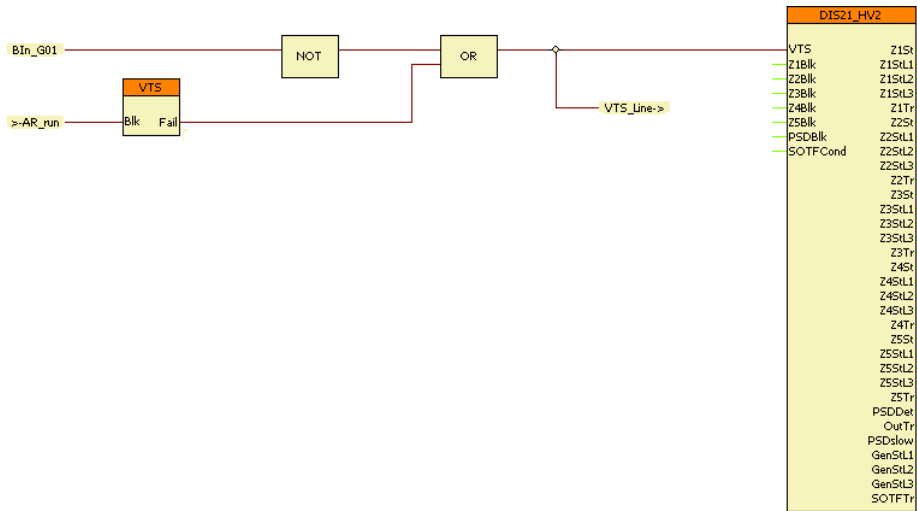 DIS21_HV2
BIn_G01
NOT
OR
VTS
Z1St
Z1Blk
Z1StL1
Z2Blk
Z1StL2
Z3Blk
Z1StL3
VTS
Z4Blk
Z1Tr
VTS_Line->
>-AR_run
Blk
Fail
Z5Blk
Z2St
PSDBlk
Z2StL1
SOTFCond
Z2StL2
Z2StL3
Z2Tr
Z3St
Z3StL1
Z3StL2
Z3StL3
Z3Tr
Z4St
Z4StL1
Z4StL2
Z4StL3
Z4Tr
Z5St
Z5StL1
Z5StL2
Z5StL3
Z5Tr
PSDDet
OutTr
PSDslow
GenStL1
GenStL2
GenStL3
SOTFTr